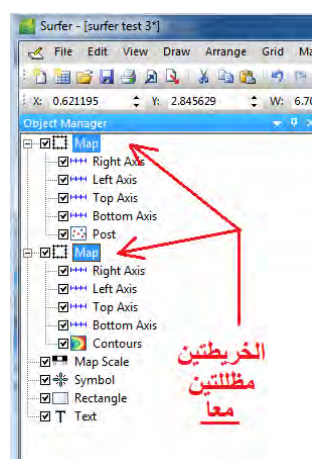 Surfer - [surfer test 3*]
File Edit View Draw Arrange Grid Ma
X: 0.621195 Y: 2.845629 W: 6.70
Object Manager
Map
Right Axis
Left Axis
Top Axis
Bottom Axis
Post
Map
Right Axis
Left Axis
Top Axis
Bottom Axis
Contours
Map Scale
Symbol
Rectangle
Text
الخريطتين
مظللتين
معا